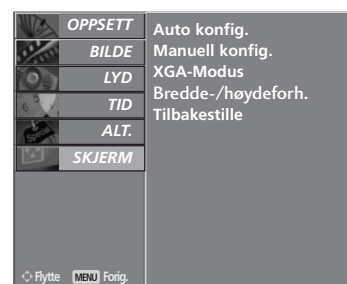 OPPSETT
BILDE
LYD
TID
ALT.
SKJERM
Auto konfig.
Manuell konfig.
XGA-Modus
Bredde-/høydeforh.
Tilbakestille
Flytte MENU Forig.